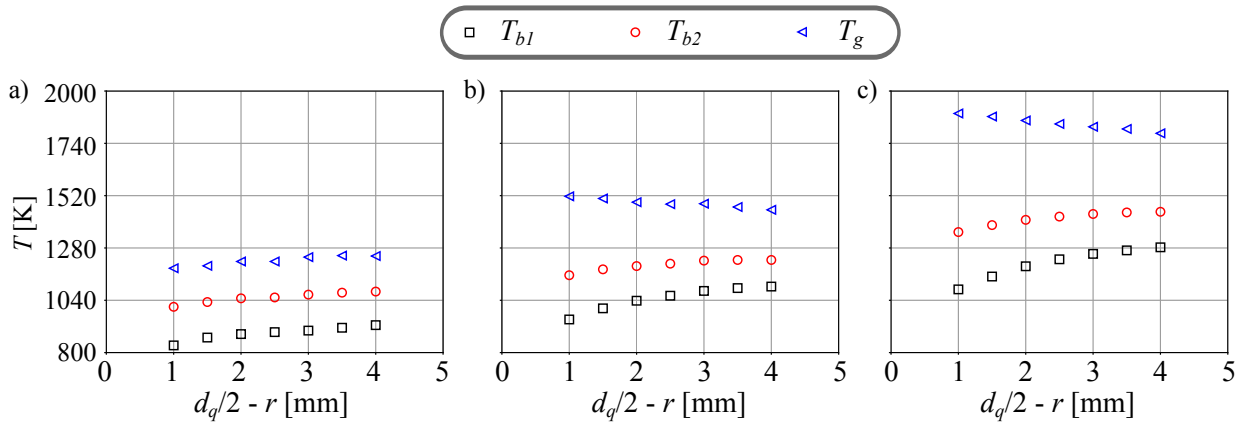 T_b1 T_b2 T_g
a) b) c)
2000
1740
1520
1280
1040
800
T [K]
0 1 2 3 4 5 0 1 2 3 4 5 0 1 2 3 4 5
d_q/2 - r [mm] d_q/2 - r [mm] d_q/2 - r [mm]